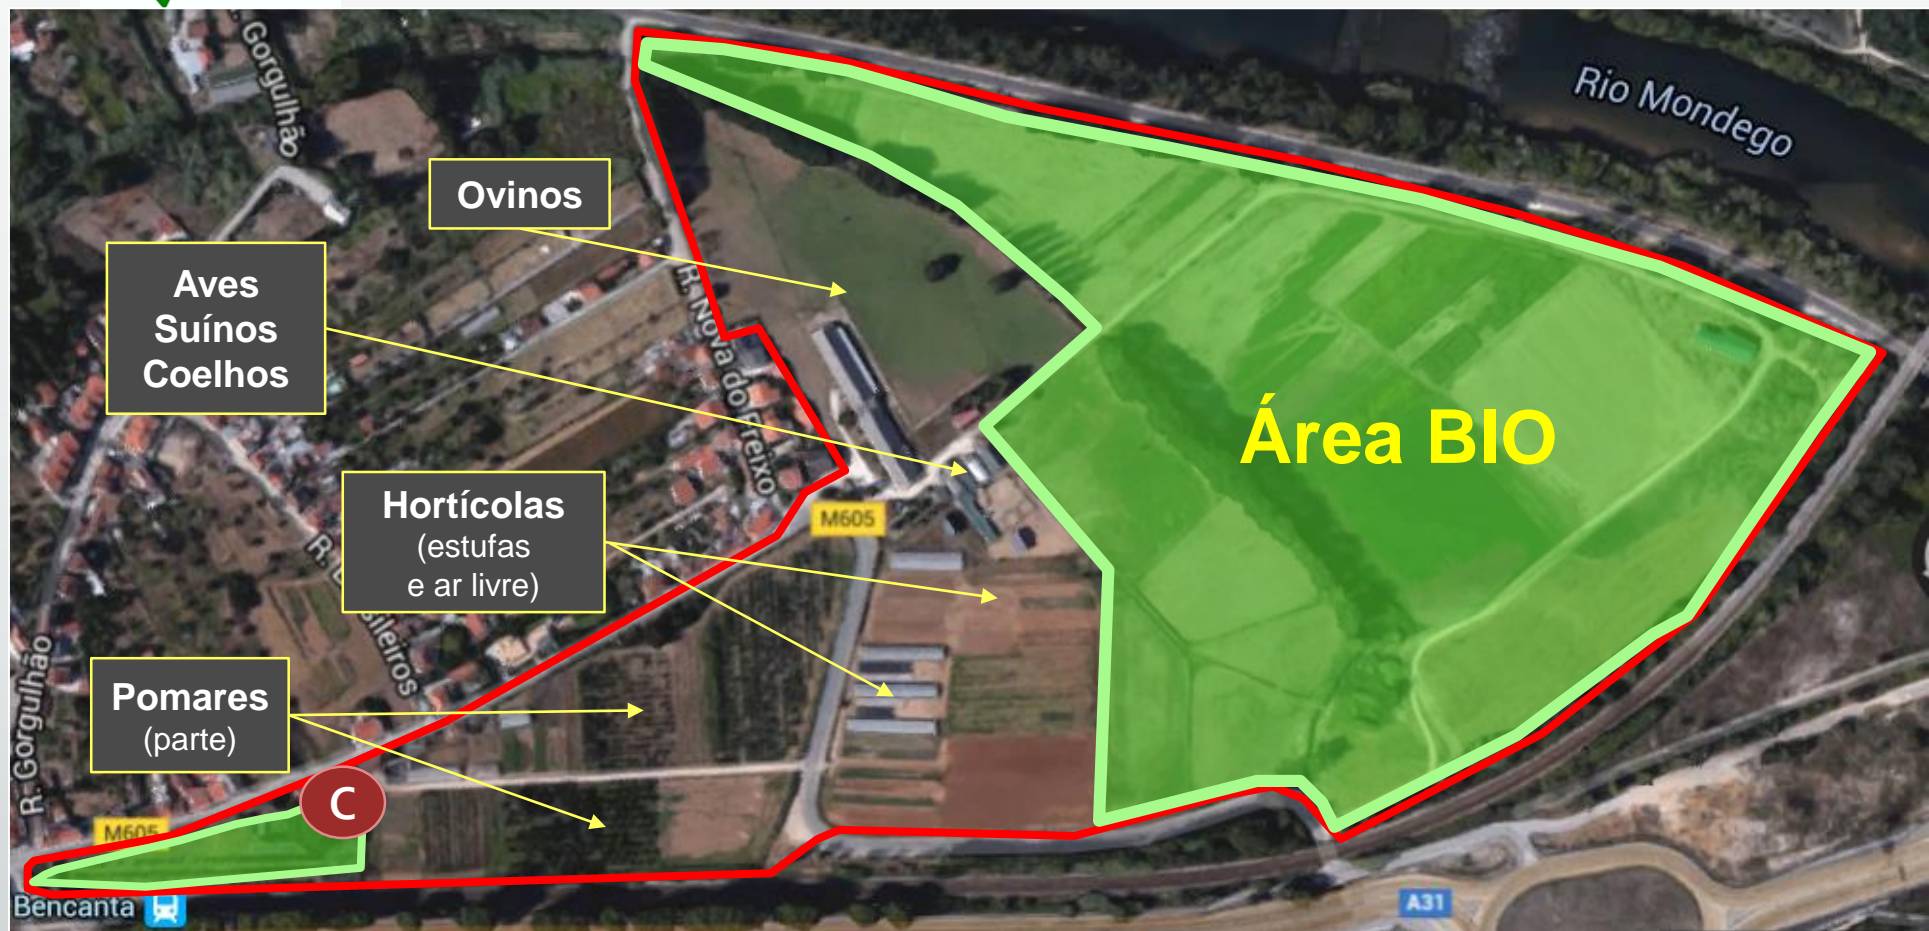 Gorgulhão
Rio Mondego
Ovinos
Aves
Suínos
Coelhos
R. Nova do Freixo
Área BIO
Hortícolas
(estufas
e ar livre)
M605
R.
sileiros
Pomares
(parte)
R. Gorgulhão
C
M605
Bencanta
A31